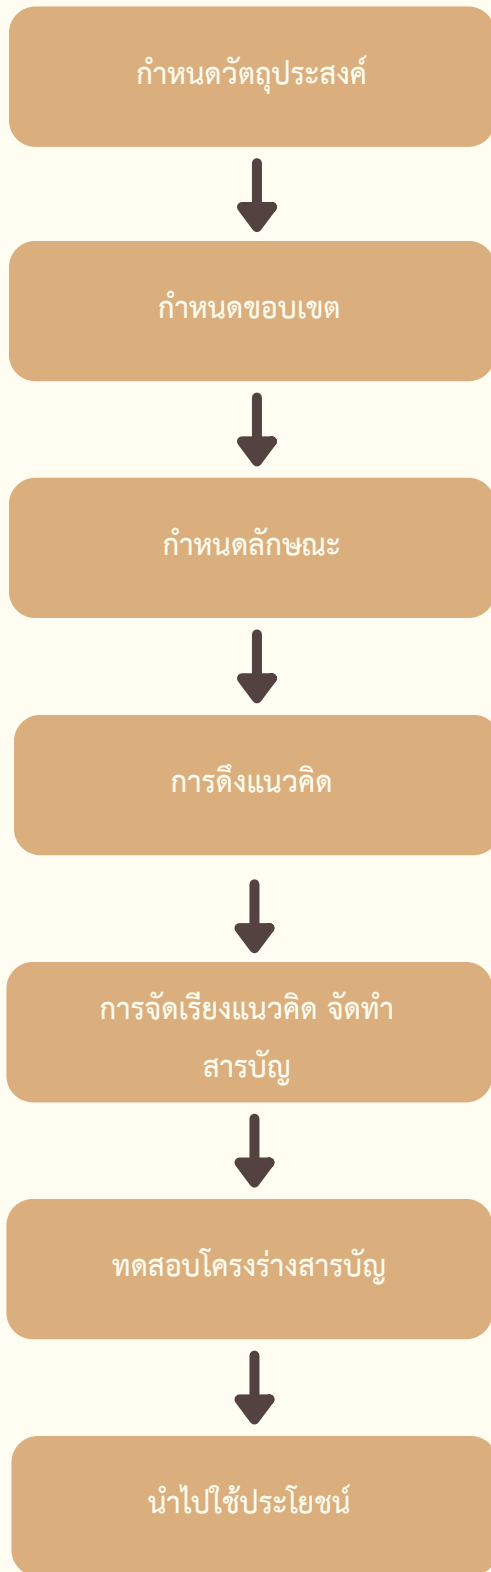 กำหนดวัตถุประสงค์
กำหนดขอบเขต
กำหนดลักษณะ
การดึงแนวคิด
การจัดเรียงแนวคิด จัดทำ
สารบัญ
ทดสอบโครงร่างสารบัญ
นำไปใช้ประโยชน์